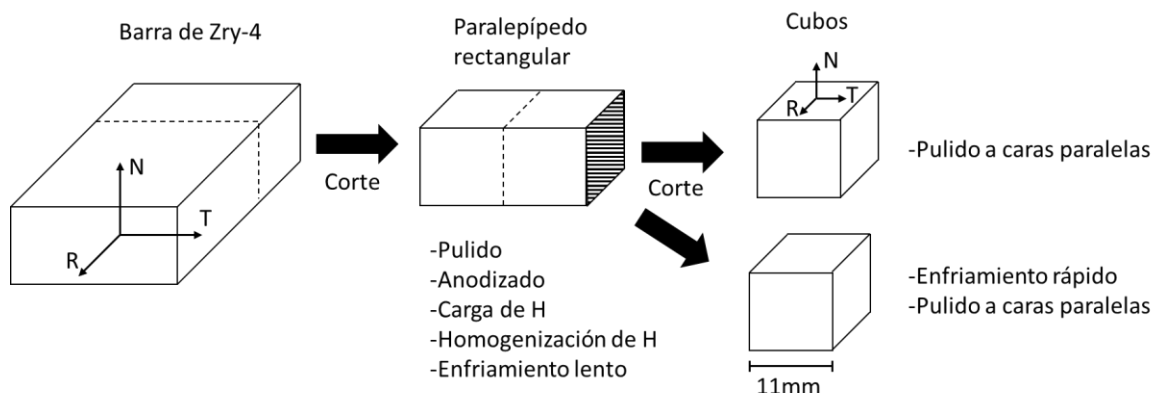 Barra de Zry-4
N
T
R
Corte
Paralepípedo
rectangular
-Pulido
-Anodizado
-Carga de H
-Homogenización de H
-Enfriamiento lento
Corte
Cubos
N
R
T
-Pulido a caras paralelas
-Enfriamiento rápido
-Pulido a caras paralelas
11mm